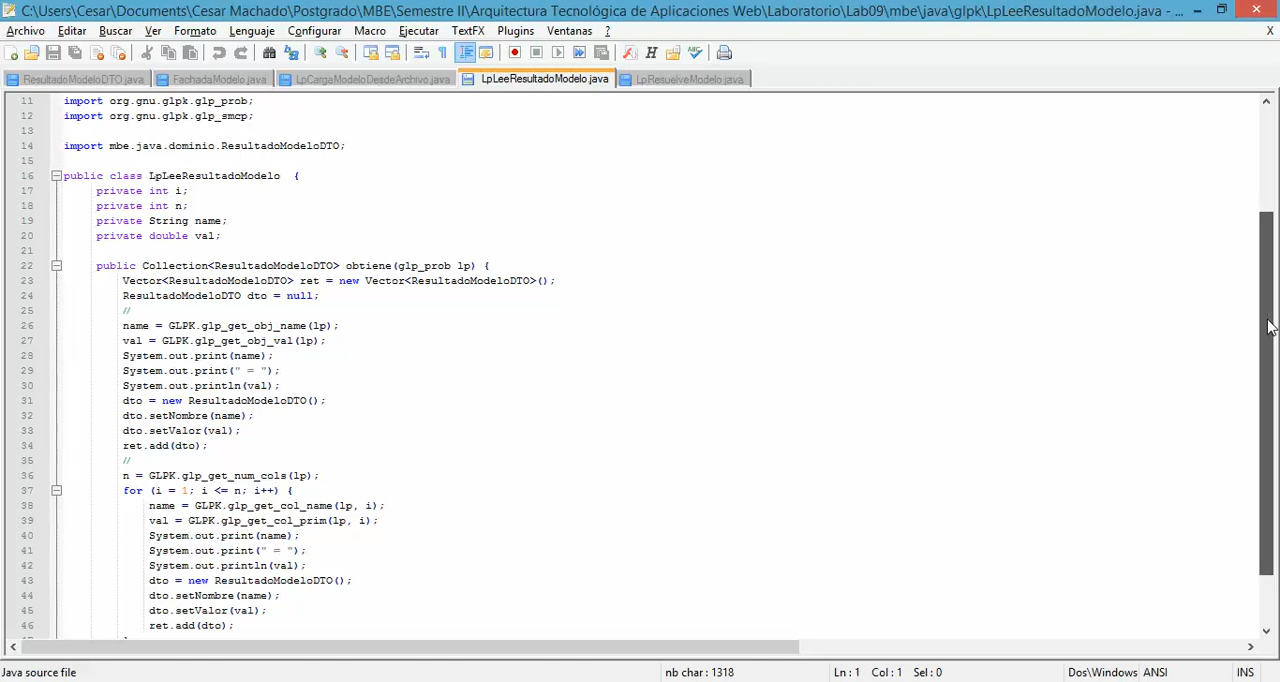 C:\Users\Cesar\Documents\Cesar Machado\Postgrado\MBE\Semestre II\Arquitectura Tecnológica de Aplicaciones Web\Laboratorio\Lab09\mbe\java\glpk\LpLeeResultadoModelo.java - ...
Archivo Editar Buscar Ver Formato Lenguaje Configurar Macro Ejecutar TextFX Plugins Ventanas ? X
ResultadoModeloDTO.java FachadaModelo.java LpCargaModeloDesdeArchivo.java LpLeeResultadoModelo.java LpResuelveModelo.java
11 import org.gnu.glpk.glp_prob;
12 import org.gnu.glpk.glp_smcp;
13
14 import mbe.java.dominio.ResultadoModeloDTO;
15
16 public class LpLeeResultadoModelo {
17 private int i;
18 private int n;
19 private String name;
20 private double val;
21
22 public Collection<ResultadoModeloDTO> obtiene(glp_prob lp) {
23 Vector<ResultadoModeloDTO> ret = new Vector<ResultadoModeloDTO>();
24 ResultadoModeloDTO dto = null;
25 //
26 name = GLPK.glp_get_obj_name(lp);
27 val = GLPK.glp_get_obj_val(lp);
28 System.out.print(name);
29 System.out.print(" = ");
30 System.out.println(val);
31 dto = new ResultadoModeloDTO();
32 dto.setNombre(name);
33 dto.setValor(val);
34 ret.add(dto);
35 //
36 n = GLPK.glp_get_num_cols(lp);
37 for (i = 1; i <= n; i++) {
38 name = GLPK.glp_get_col_name(lp, i);
39 val = GLPK.glp_get_col_prim(lp, i);
40 System.out.print(name);
41 System.out.print(" = ");
42 System.out.println(val);
43 dto = new ResultadoModeloDTO();
44 dto.setNombre(name);
45 dto.setValor(val);
46 ret.add(dto);
Java source file nb char : 1318 Ln : 1 Col : 1 Sel : 0 Dos\Windows ANSI INS